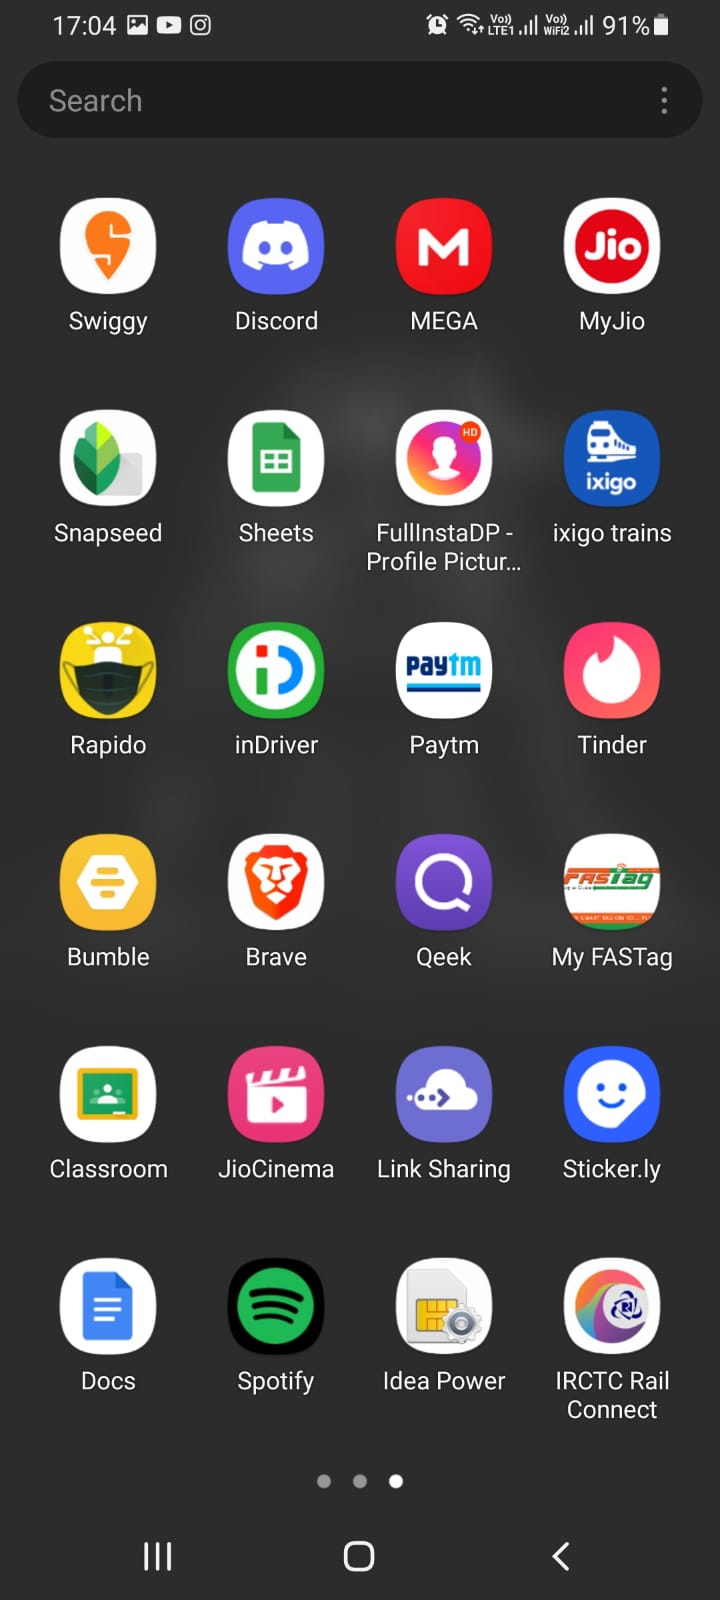 17:04 Vo)) LTE1 Vo)) WiFi2 91%
Search
M Jio
Swiggy Discord MEGA MyJio
HD
ixigo
Snapseed Sheets FullInstaDP - ixigo trains
Profile Pictur...
paytm
Rapido inDriver Paytm Tinder
FASTag
Bumble Brave Qeek My FASTag
Classroom JioCinema Link Sharing Sticker.ly
Docs Spotify Idea Power IRCTC Rail
Connect